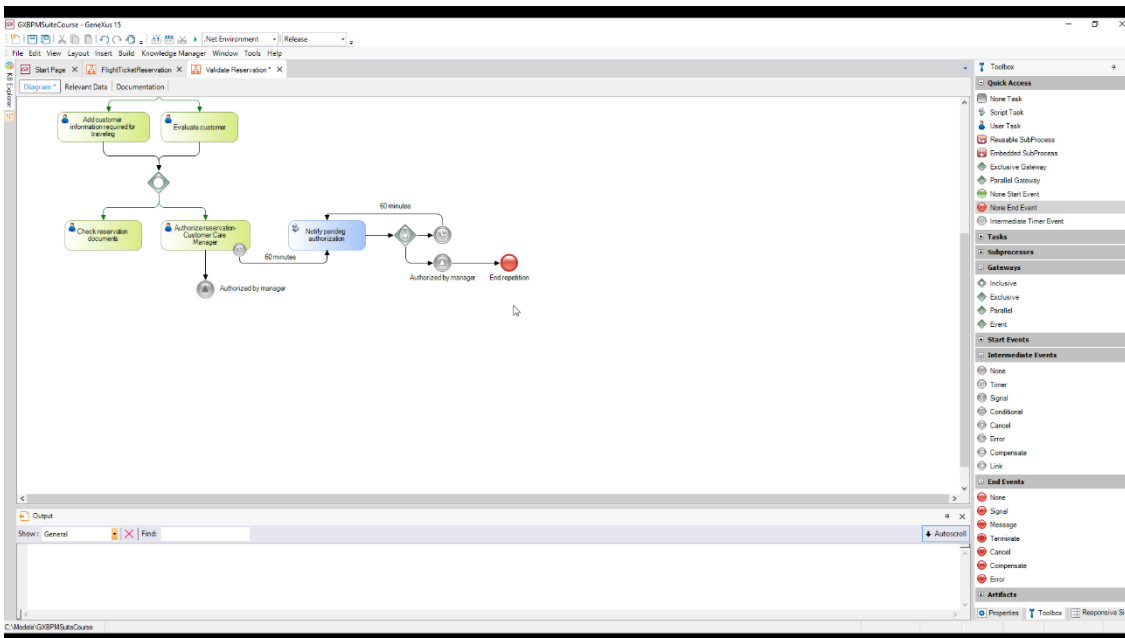 GXBPMSuiteCourse - GeneXus 15
.Net Environment Release
File Edit View Layout Insert Build Knowledge Manager Window Tools Help
Start Page X FlightTicketReservation X Validate Reservation * X
Diagram * Relevant Data Documentation
KB Explorer
Add customer
information required for
traveling
Evaluate customer
Check reservation
documents
Authorize reservation-
Customer Care
Manager
60 minutes
Notify pending
authorization
60 minutes
Authorized by manager
End repetition
Authorized by manager
Toolbox
Quick Access
None Task
Script Task
User Task
Reusable SubProcess
Embedded SubProcess
Exclusive Gateway
Parallel Gateway
None Start Event
None End Event
Intermediate Timer Event
Tasks
Subprocesses
Gateways
Inclusive
Exclusive
Parallel
Event
Start Events
Intermediate Events
None
Timer
Signal
Conditional
Cancel
Error
Compensate
Link
End Events
None
Signal
Message
Terminate
Cancel
Compensate
Error
Artifacts
Properties Toolbox Responsive Si
Output
Show: General Find: Autoscroll
C:\Models\GXBPMSuiteCourse